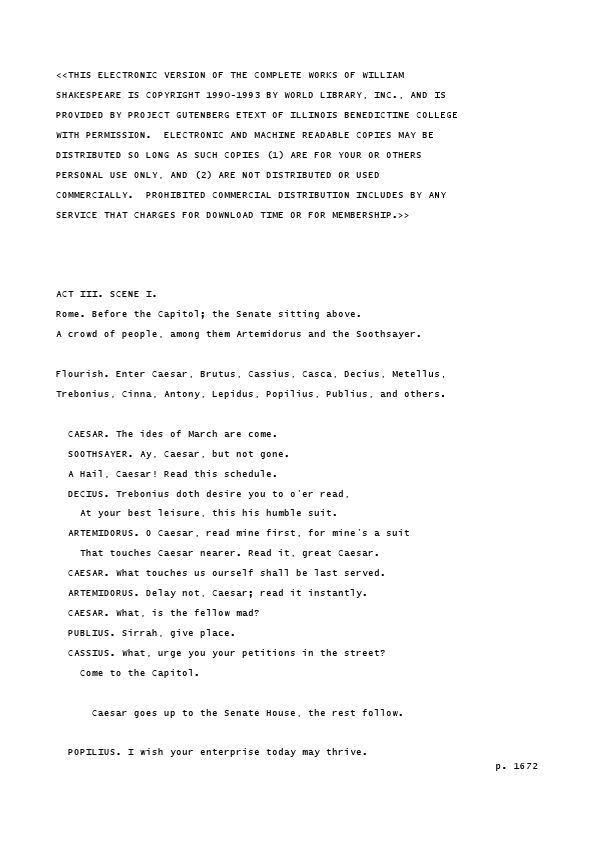 <<THIS ELECTRONIC VERSION OF THE COMPLETE WORKS OF WILLIAM
SHAKESPEARE IS COPYRIGHT 1990-1993 BY WORLD LIBRARY, INC., AND IS
PROVIDED BY PROJECT GUTENBERG ETEXT OF ILLINOIS BENEDICTINE COLLEGE
WITH PERMISSION.  ELECTRONIC AND MACHINE READABLE COPIES MAY BE
DISTRIBUTED SO LONG AS SUCH COPIES (1) ARE FOR YOUR OR OTHERS
PERSONAL USE ONLY, AND (2) ARE NOT DISTRIBUTED OR USED
COMMERCIALLY.  PROHIBITED COMMERCIAL DISTRIBUTION INCLUDES BY ANY
SERVICE THAT CHARGES FOR DOWNLOAD TIME OR FOR MEMBERSHIP.>>
ACT III. SCENE I.
Rome. Before the Capitol; the Senate sitting above.
A crowd of people, among them Artemidorus and the Soothsayer.
Flourish. Enter Caesar, Brutus, Cassius, Casca, Decius, Metellus,
Trebonius, Cinna, Antony, Lepidus, Popilius, Publius, and others.
CAESAR. The ides of March are come.
SOOTHSAYER. Ay, Caesar, but not gone.
A Hail, Caesar! Read this schedule.
DECIUS. Trebonius doth desire you to o'er read,
At your best leisure, this his humble suit.
ARTEMIDORUS. O Caesar, read mine first, for mine's a suit
That touches Caesar nearer. Read it, great Caesar.
CAESAR. What touches us ourself shall be last served.
ARTEMIDORUS. Delay not, Caesar; read it instantly.
CAESAR. What, is the fellow mad?
PUBLIUS. Sirrah, give place.
CASSIUS. What, urge you your petitions in the street?
Come to the Capitol.
Caesar goes up to the Senate House, the rest follow.
POPILIUS. I wish your enterprise today may thrive.
p. 1672